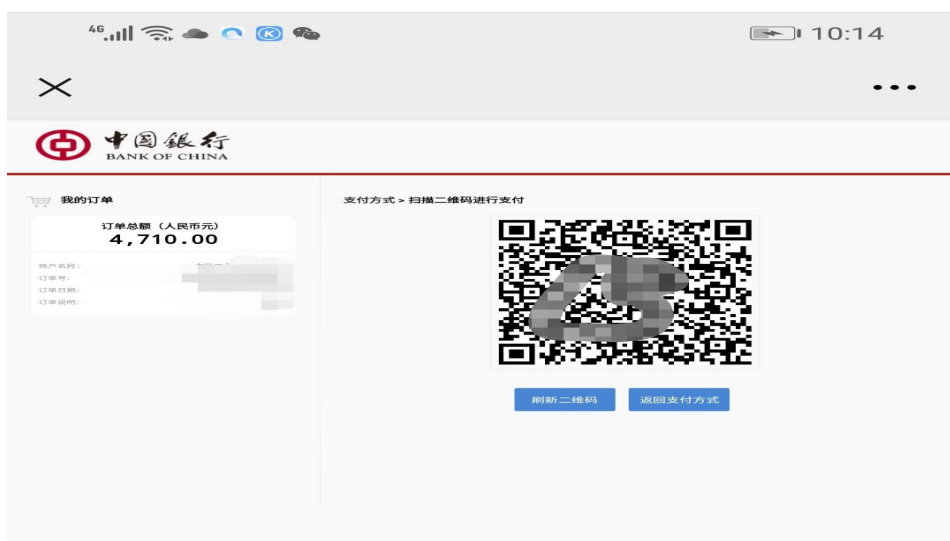 4G
10:14
中国銀行
BANK OF CHINA
我的订单
订单总额（人民币元）
4,710.00
商户名称：
订单号：
订单日期：
订单说明：
支付方式 > 扫描二维码进行支付
刷新二维码
返回支付方式